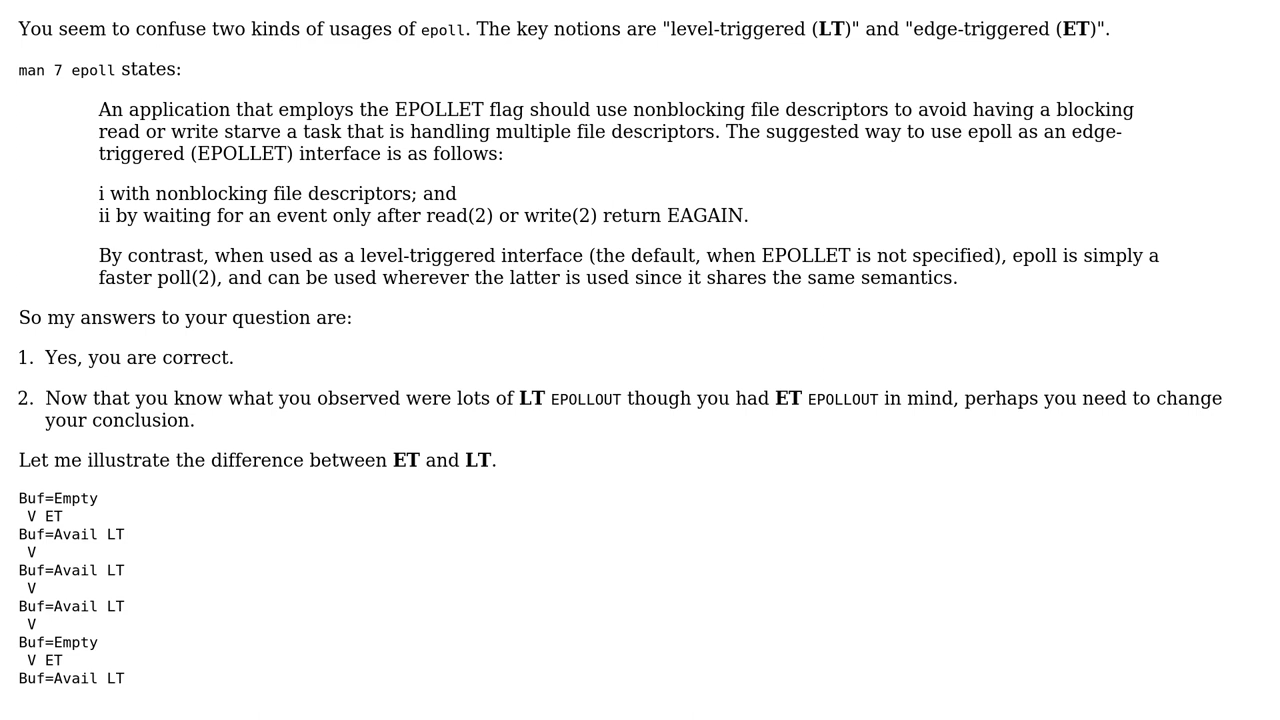 You seem to confuse two kinds of usages of epoll. The key notions are "level-triggered (LT)" and "edge-triggered (ET)".
man 7 epoll states:
An application that employs the EPOLLET flag should use nonblocking file descriptors to avoid having a blocking
read or write starve a task that is handling multiple file descriptors. The suggested way to use epoll as an edge-
triggered (EPOLLET) interface is as follows:
i with nonblocking file descriptors; and
ii by waiting for an event only after read(2) or write(2) return EAGAIN.
By contrast, when used as a level-triggered interface (the default, when EPOLLET is not specified), epoll is simply a
faster poll(2), and can be used wherever the latter is used since it shares the same semantics.
So my answers to your question are:
1. Yes, you are correct.
2. Now that you know what you observed were lots of LT EPOLLOUT though you had ET EPOLLOUT in mind, perhaps you need to change
your conclusion.
Let me illustrate the difference between ET and LT.
Buf=Empty
V ET
Buf=Avail LT
V
Buf=Avail LT
V
Buf=Avail LT
V
Buf=Empty
V ET
Buf=Avail LT